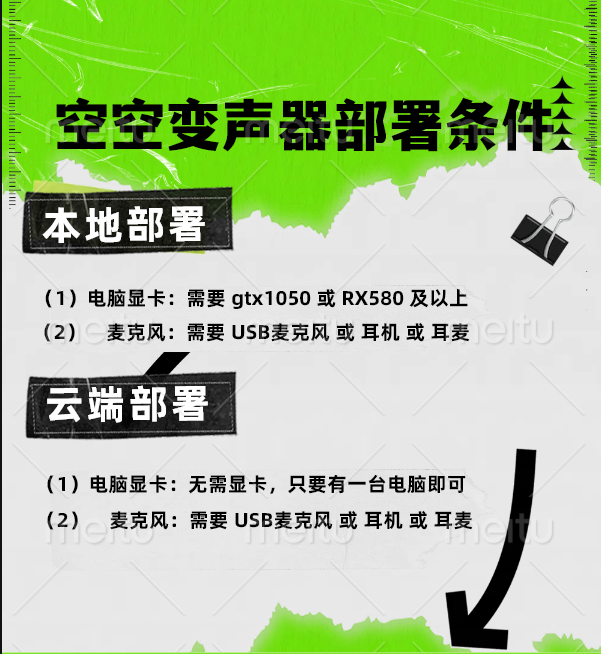 空空变声器部署条件
本地部署
（1）电脑显卡：需要 gtx1050 或 RX580 及以上
（2） 麦克风：需要 USB麦克风 或 耳机 或 耳麦
云端部署
（1）电脑显卡：无需显卡，只要有一台电脑即可
（2） 麦克风：需要 USB麦克风 或 耳机 或 耳麦
meitu